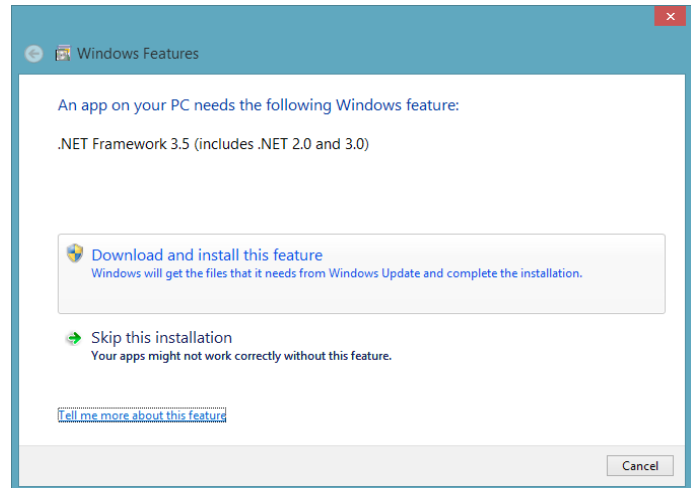 Windows Features
An app on your PC needs the following Windows feature:
.NET Framework 3.5 (includes .NET 2.0 and 3.0)
Download and install this feature
Windows will get the files that it needs from Windows Update and complete the installation.
Skip this installation
Your apps might not work correctly without this feature.
Tell me more about this feature
Cancel